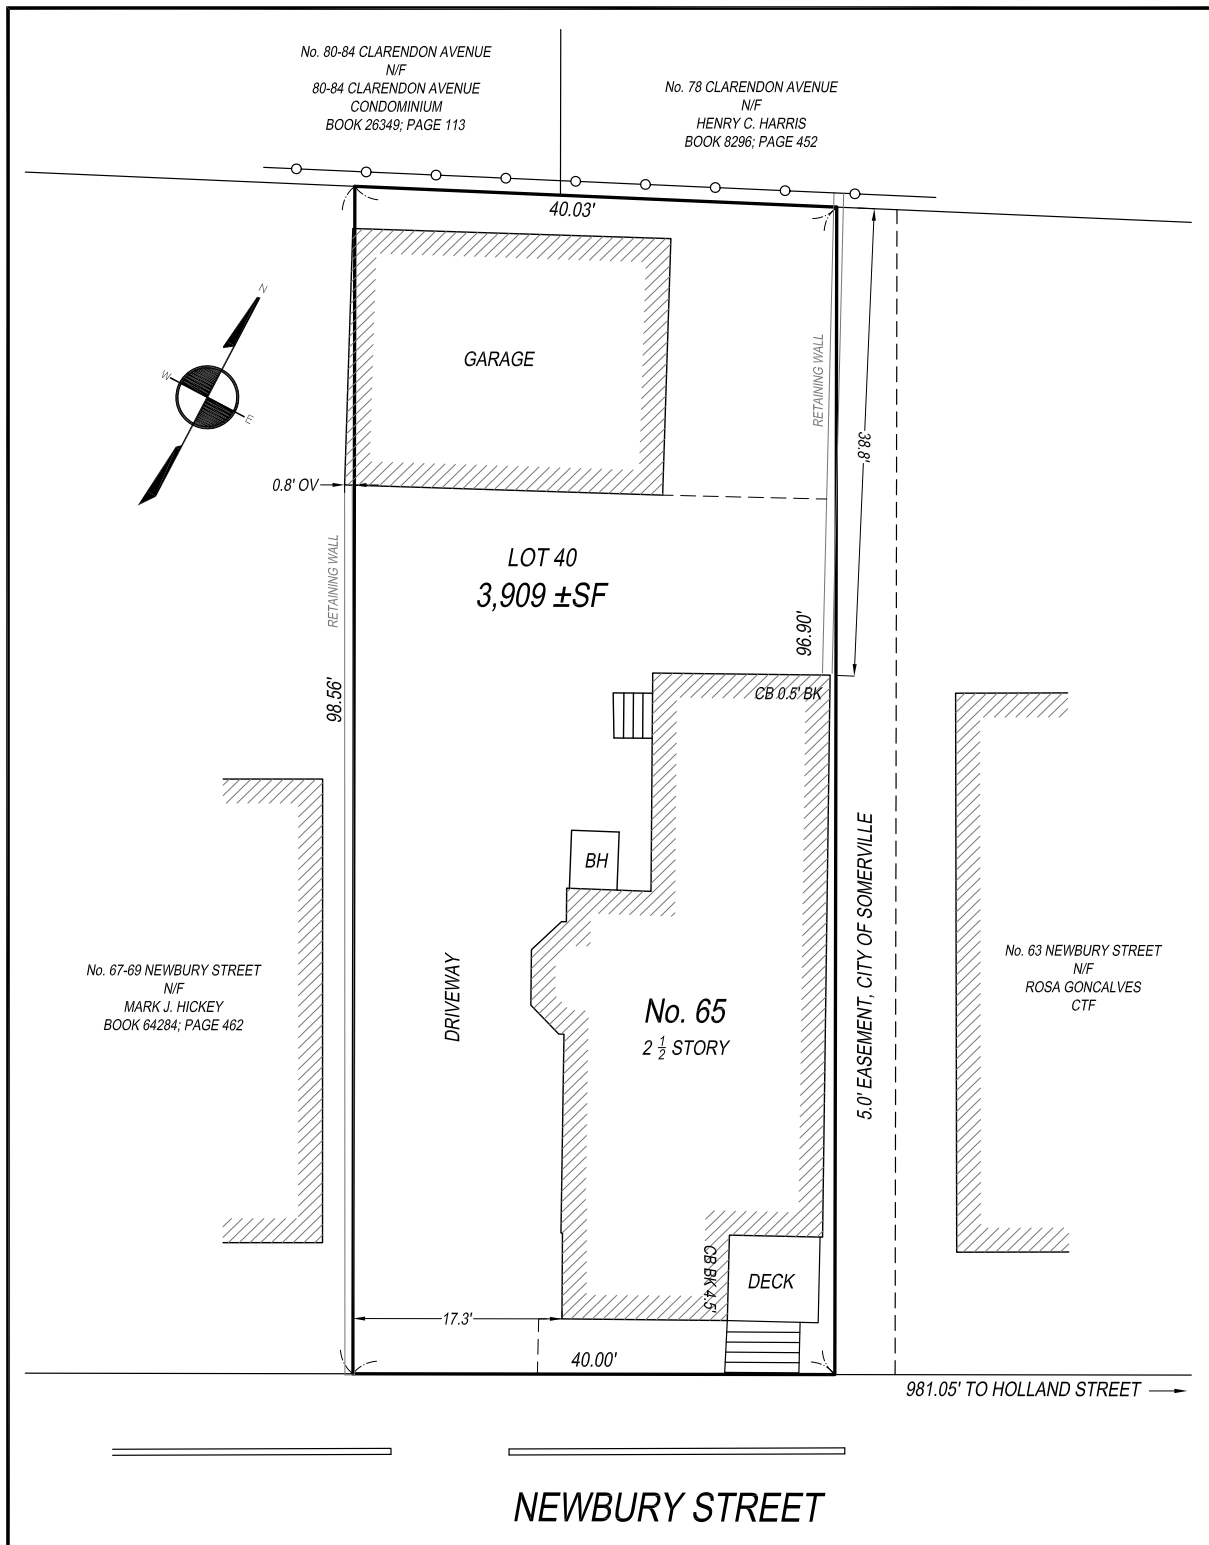 No. 80-84 CLARENDON AVENUE
N/F
80-84 CLARENDON AVENUE
CONDOMINIUM
BOOK 26349; PAGE 113
No. 78 CLARENDON AVENUE
N/F
HENRY C. HARRIS
BOOK 8296; PAGE 452
40.03'
N
W
E
GARAGE
RETAINING WALL
38.8'
0.8' OV
RETAINING WALL
LOT 40
3,909 ±SF
96.90'
98.56'
CB 0.5' BK
BH
5.0' EASEMENT, CITY OF SOMERVILLE
No. 67-69 NEWBURY STREET
N/F
MARK J. HICKEY
BOOK 64284; PAGE 462
DRIVEWAY
No. 65
2 1/2 STORY
No. 63 NEWBURY STREET
N/F
ROSA GONCALVES
CTF
CB BK 4.5'
DECK
17.3'
40.00'
981.05' TO HOLLAND STREET
NEWBURY STREET